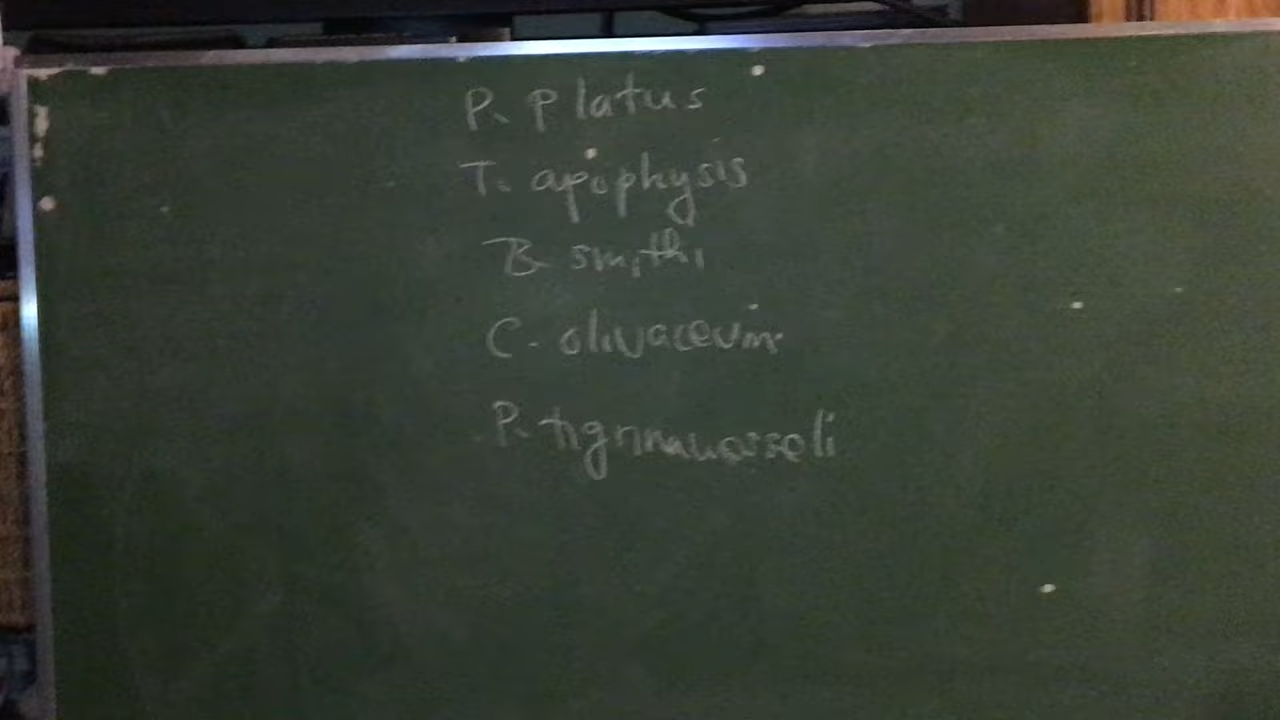 P. platus
T. apophysis
B. smithi
C. olivaceum
P.